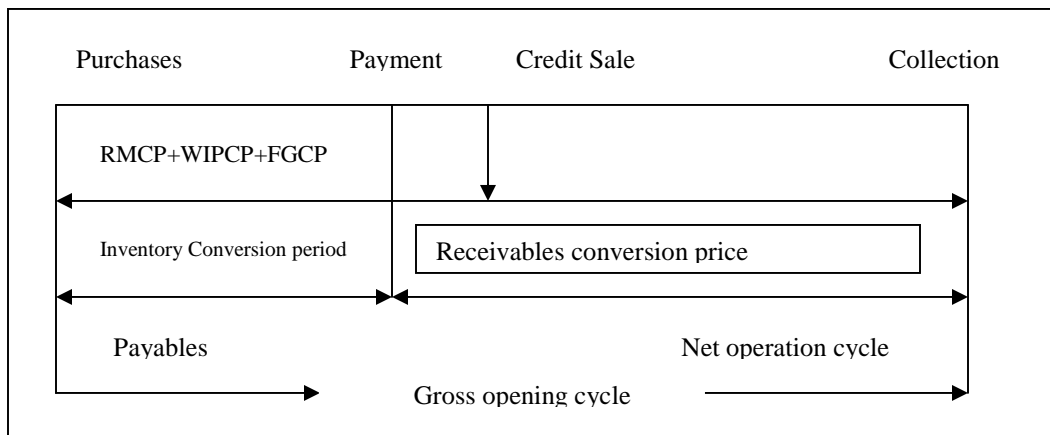 Purchases Payment Credit Sale Collection
RMCP+WIPCP+FGCP
Inventory Conversion period Receivables conversion price
Payables Net operation cycle
Gross opening cycle